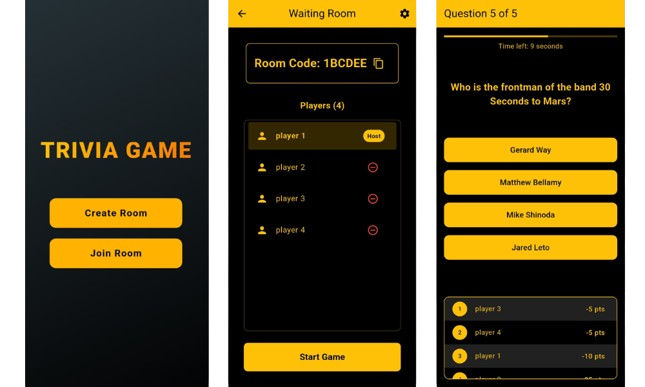 TRIVIA GAME
Create Room
Join Room
Waiting Room
Room Code: 1BCDEE
Players (4)
player 1 Host
player 2
player 3
player 4
Start Game
Question 5 of 5
Time left: 9 seconds
Who is the frontman of the band 30
Seconds to Mars?
Gerard Way
Matthew Bellamy
Mike Shinoda
Jared Leto
1 player 3 -5 pts
2 player 4 -5 pts
3 player 1 -10 pts